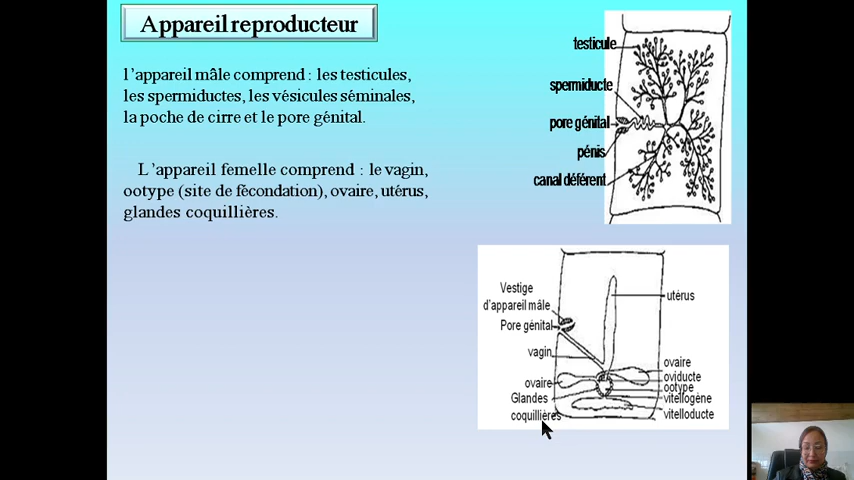 Appareil reproducteur
l’appareil mâle comprend : les testicules,
les spermiductes, les vésicules séminales,
la poche de cirre et le pore génital.
L ’appareil femelle comprend : le vagin,
ootype (site de fécondation), ovaire, utérus,
glandes coquillières.
testicule
spermiducte
pore génital
pénis
canal déférent
Vestige
d'appareil mâle
Pore génital
vagin
ovaire
Glandes
coquillières
utérus
ovaire
oviducte
ootype
vitellogène
vitelloducte